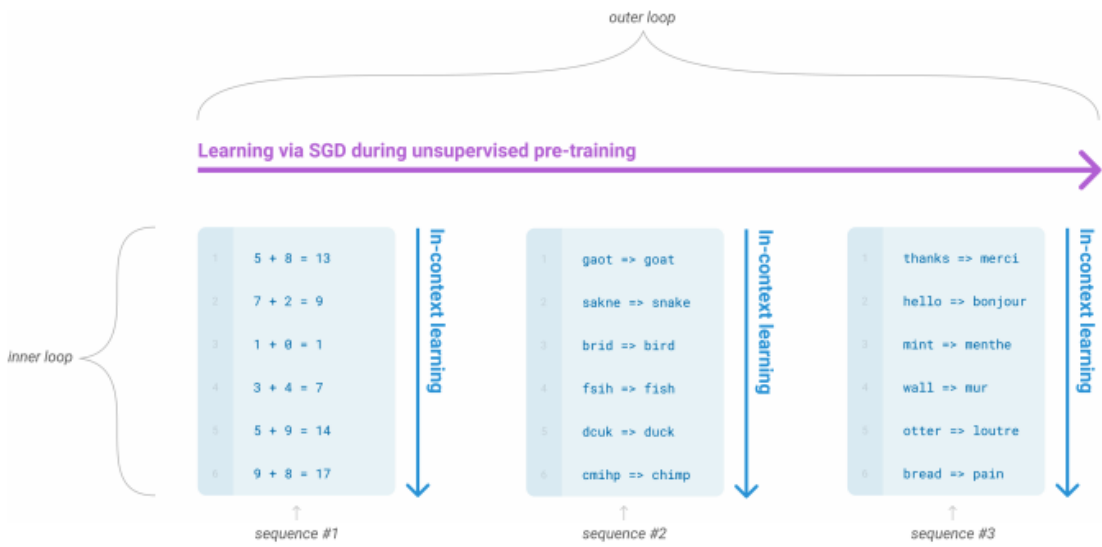 outer loop
Learning via SGD during unsupervised pre-training
inner loop
1 5 + 8 = 13
2 7 + 2 = 9
3 1 + 0 = 1
4 3 + 4 = 7
5 5 + 9 = 14
6 9 + 8 = 17
In-context learning
sequence #1
1 gaot => goat
2 sakne => snake
3 brid => bird
4 fsih => fish
5 dcuk => duck
6 cmihp => chimp
In-context learning
sequence #2
1 thanks => merci
2 hello => bonjour
3 mint => menthe
4 wall => mur
5 otter => loutre
6 bread => pain
In-context learning
sequence #3